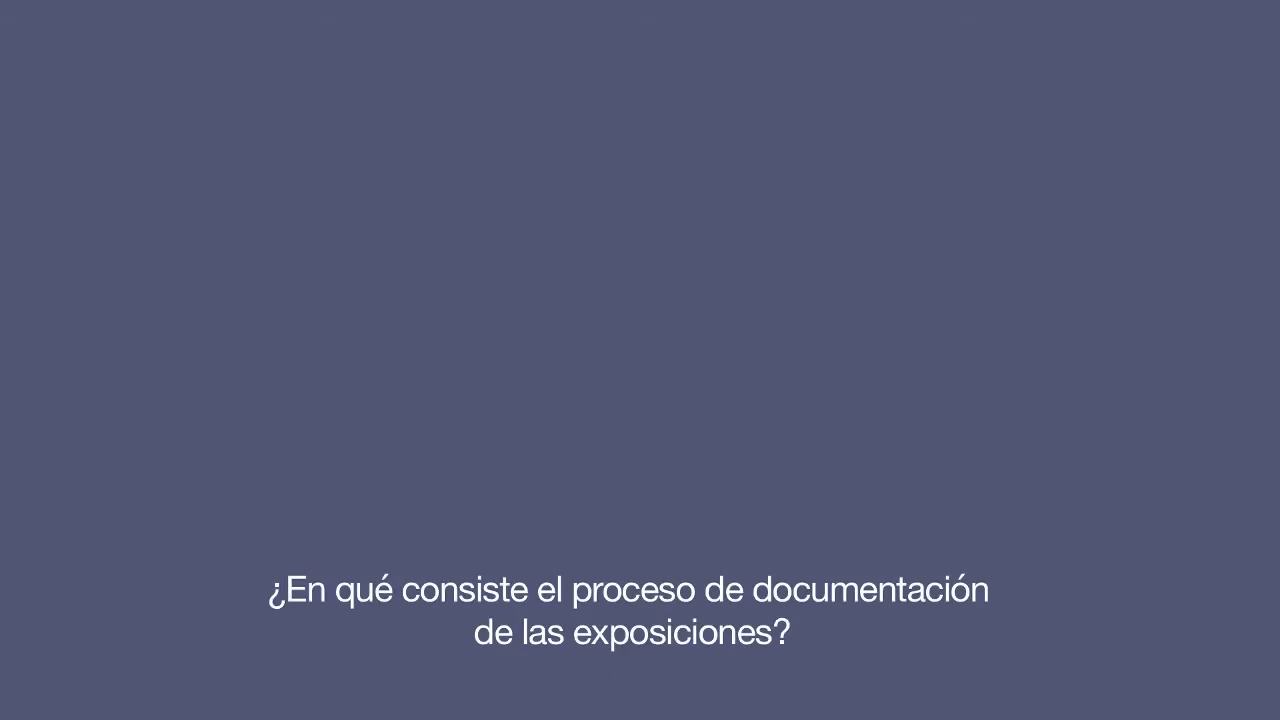 ¿En qué consiste el proceso de documentación
de las exposiciones?